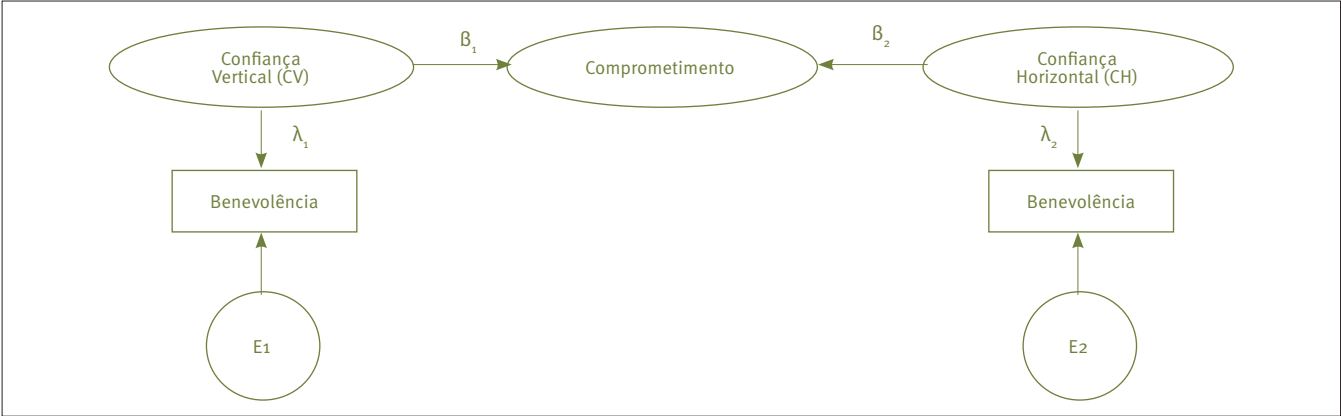 Confiança
Vertical (CV)
β₁
Comprometimento
β₂
Confiança
Horizontal (CH)
λ₁
λ₂
Benevolência
Benevolência
E1
E2